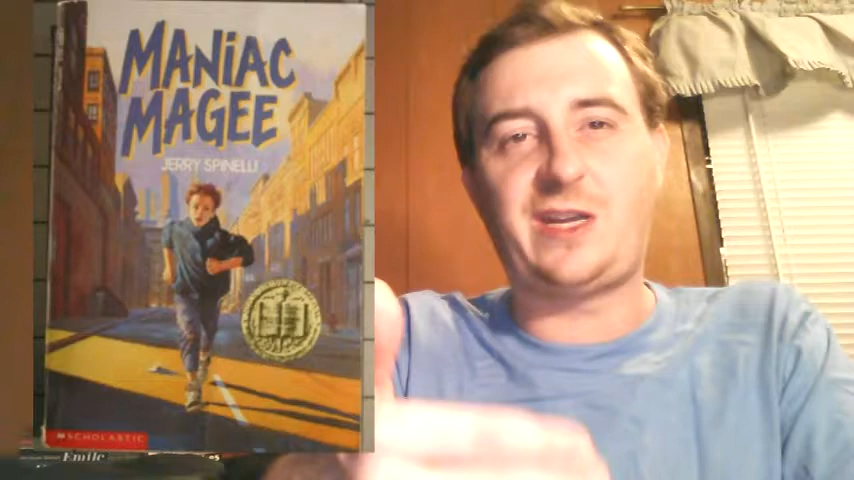 MANiAC
MAGEE
JERRY SPINELLI
SCHOLASTIC
Emile